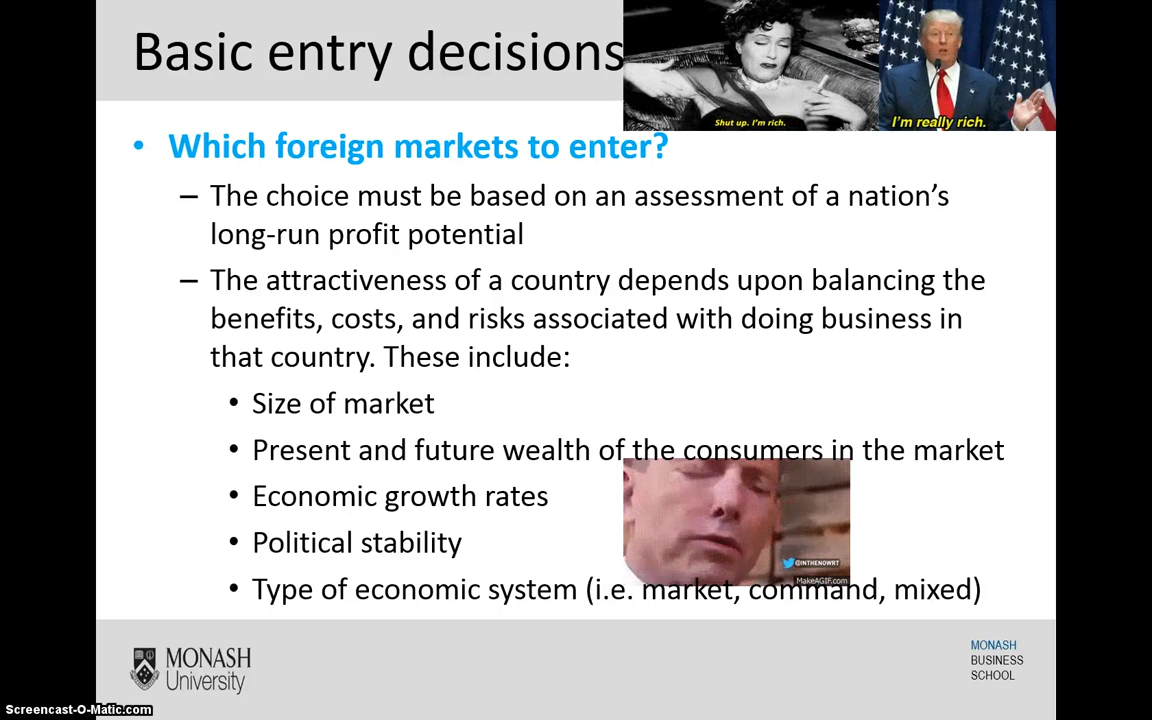 Basic entry decisions
Shut up. I'm rich.
I'm really rich.
• Which foreign markets to enter?
– The choice must be based on an assessment of a nation’s
long-run profit potential
– The attractiveness of a country depends upon balancing the
benefits, costs, and risks associated with doing business in
that country. These include:
• Size of market
• Present and future wealth of the consumers in the market
• Economic growth rates
• Political stability
@INTHENOWRT
MakeAGIF.com
• Type of economic system (i.e. market, command, mixed)
MONASH
University
MONASH
BUSINESS
SCHOOL
Screencast-O-Matic.com